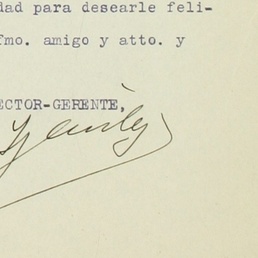 dad para desearle feli-
fmo. amigo y atto. y
ECTOR-GERENTE,